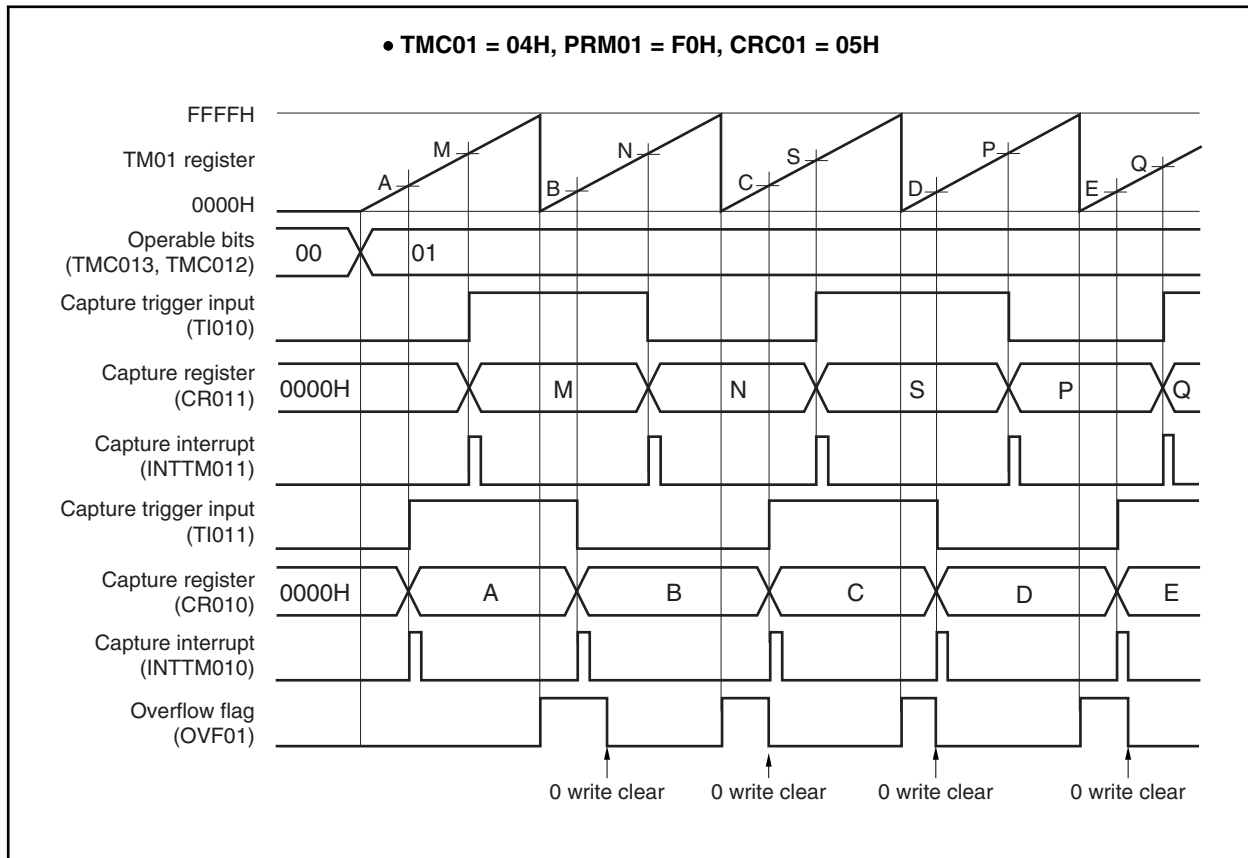 • TMC01 = 04H, PRM01 = F0H, CRC01 = 05H
FFFFH
TM01 register
0000H
A M B N C S D P E Q
Operable bits
(TMC013, TMC012)
00 01
Capture trigger input
(TI010)
Capture register
(CR011)
0000H M N S P Q
Capture interrupt
(INTTM011)
Capture trigger input
(TI011)
Capture register
(CR010)
0000H A B C D E
Capture interrupt
(INTTM010)
Overflow flag
(OVF01)
0 write clear 0 write clear 0 write clear 0 write clear